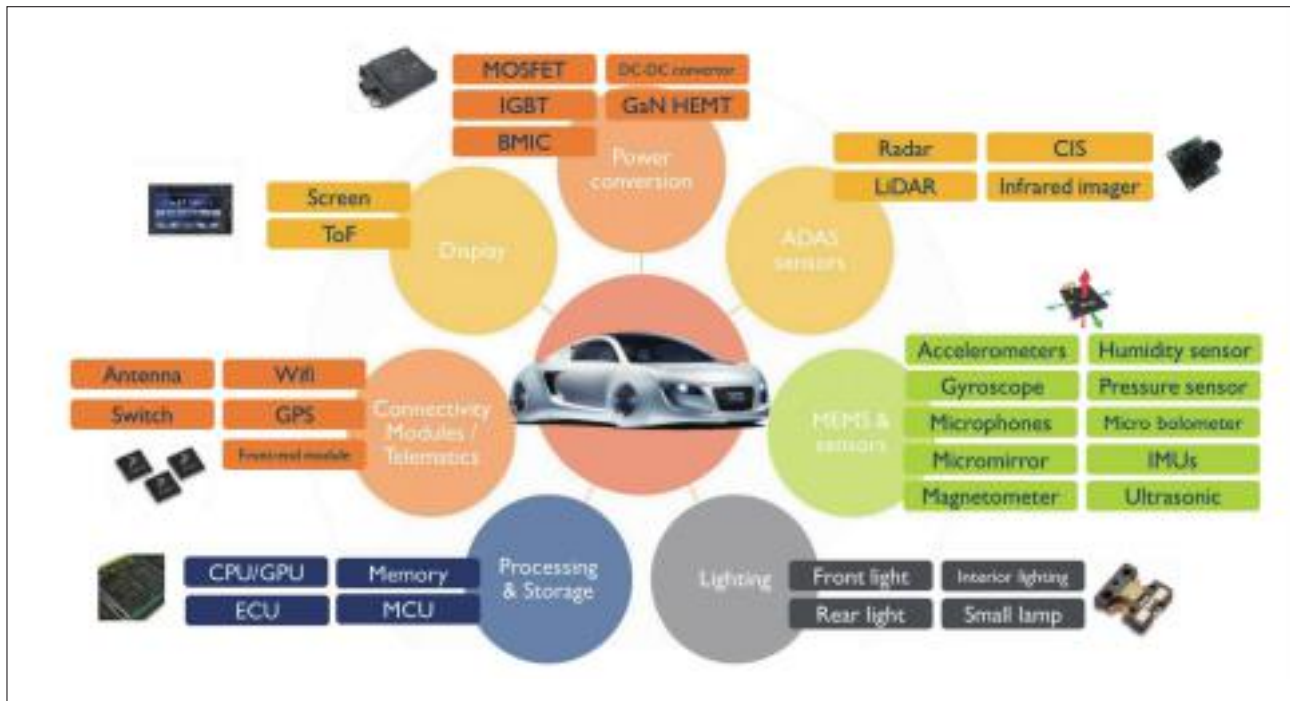 MOSFET
DC-DC convertor
IGBT
GaN HEMT
BMIC
Power
conversion
Radar
CIS
LiDAR
Infrared imager
ADAS
sensors
Screen
ToF
Display
Accelerometers
Humidity sensor
Gyroscope
Pressure sensor
Microphones
Micro bolometer
Micromirror
IMUs
Magnetometer
Ultrasonic
MEMS &
sensors
Antenna
Wifi
Switch
GPS
Front-end module
Connectivity
Modules /
Telematics
CPU/GPU
Memory
ECU
MCU
Processing
& Storage
Lighting
Front light
Interior lighting
Rear light
Small lamp